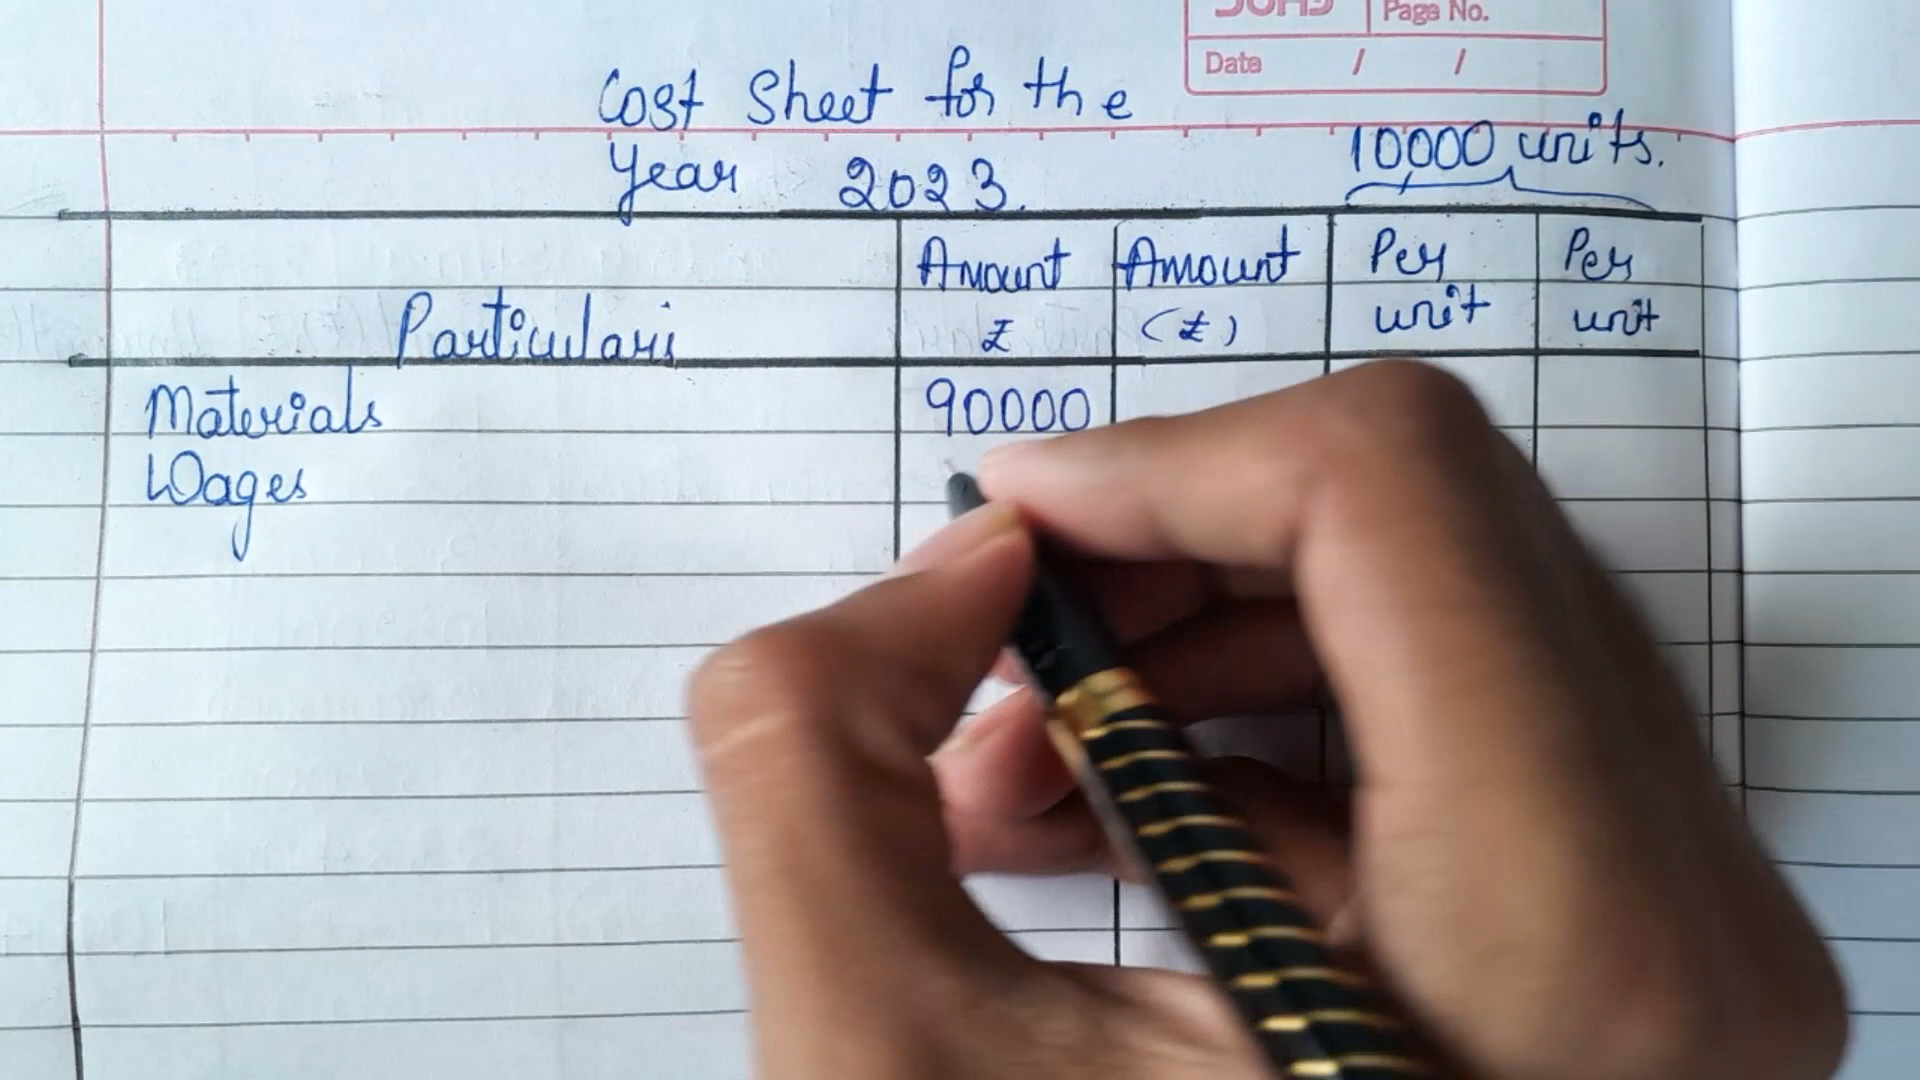 Page No.
Date / /
Cost Sheet for the
Year 2023.
10000 units.
Particulars
Amount
₹
Amount
(₹)
Per
unit
Per
unit
Materials
90000
Wages